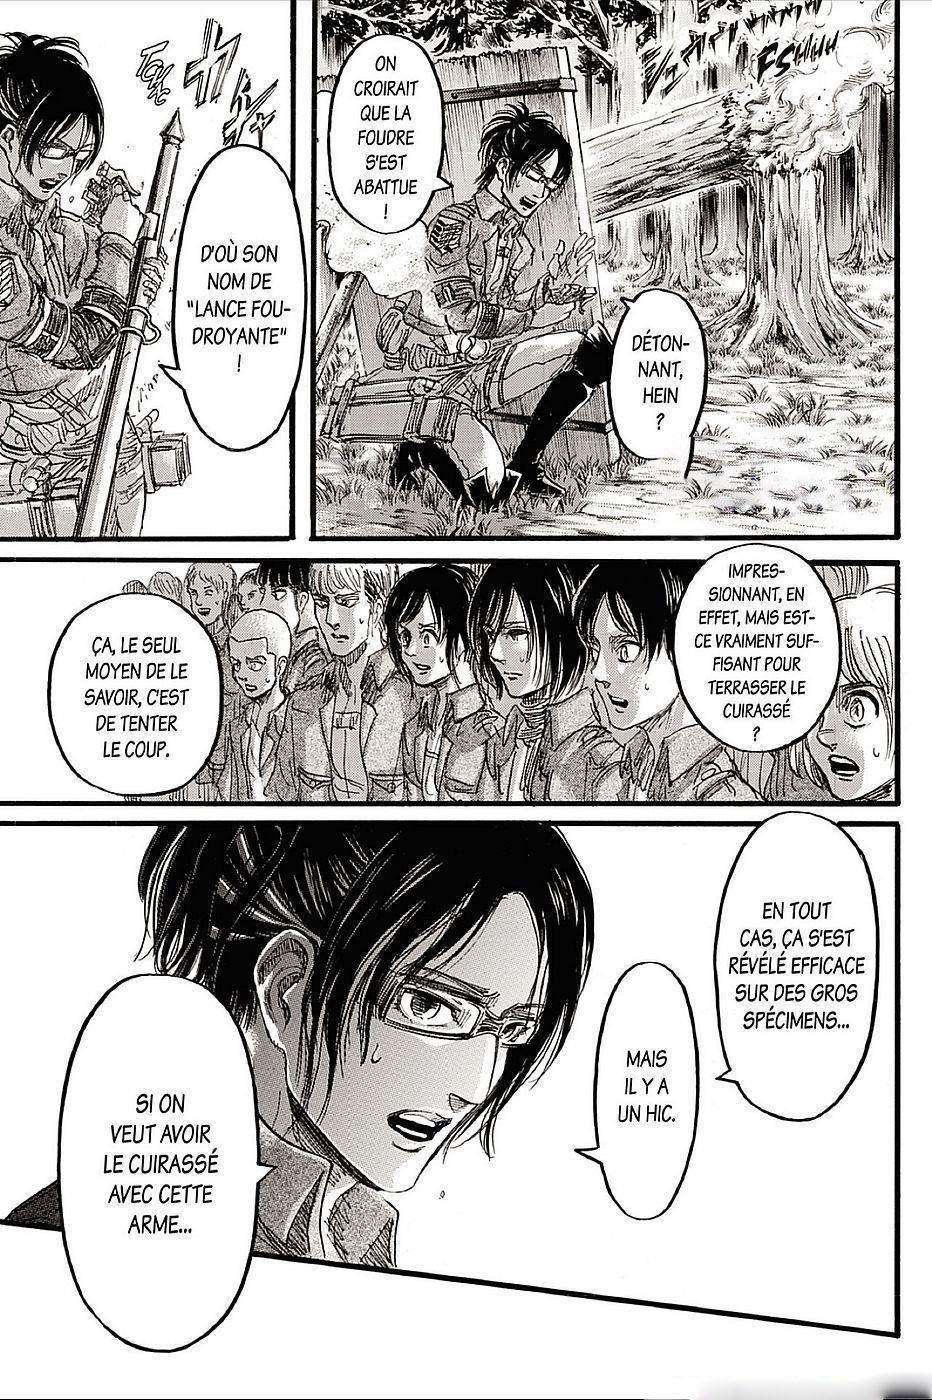 ON
CROIRAIT
QUE LA
FOUDRE
S'EST
ABATTUE
!
FSHHH
DÉTON-
NANT,
HEIN
?
D'OÙ SON
NOM DE
"LANCE FOU-
DROYANTE"
!
IMPRES-
SIONNANT, EN
EFFET, MAIS EST-
CE VRAIMENT SUF-
FISANT POUR
TERRASSER LE
CUIRASSÉ
?
ÇA, LE SEUL
MOYEN DE LE
SAVOIR, C'EST
DE TENTER
LE COUP.
EN TOUT
CAS, ÇA S'EST
RÉVÉLÉ EFFICACE
SUR DES GROS
SPÉCIMENS...
MAIS
IL Y A
UN HIC.
SI ON
VEUT AVOIR
LE CUIRASSÉ
AVEC CETTE
ARME...